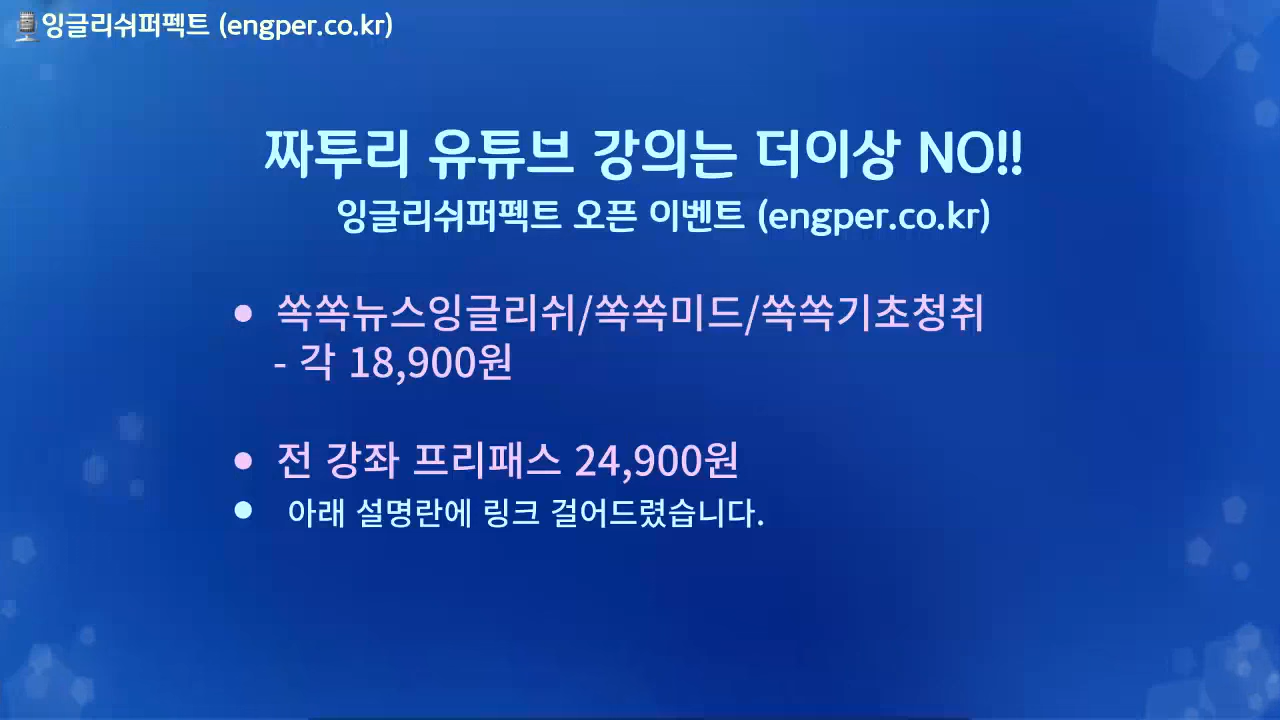 잉글리쉬퍼펙트 (engper.co.kr)
짜투리 유튜브 강의는 더이상 NO!!
잉글리쉬퍼펙트 오픈 이벤트 (engper.co.kr)
• 쏙쏙뉴스잉글리쉬/쏙쏙미드/쏙쏙기초청취
- 각 18,900원
• 전 강좌 프리패스 24,900원
• 아래 설명란에 링크 걸어드렸습니다.